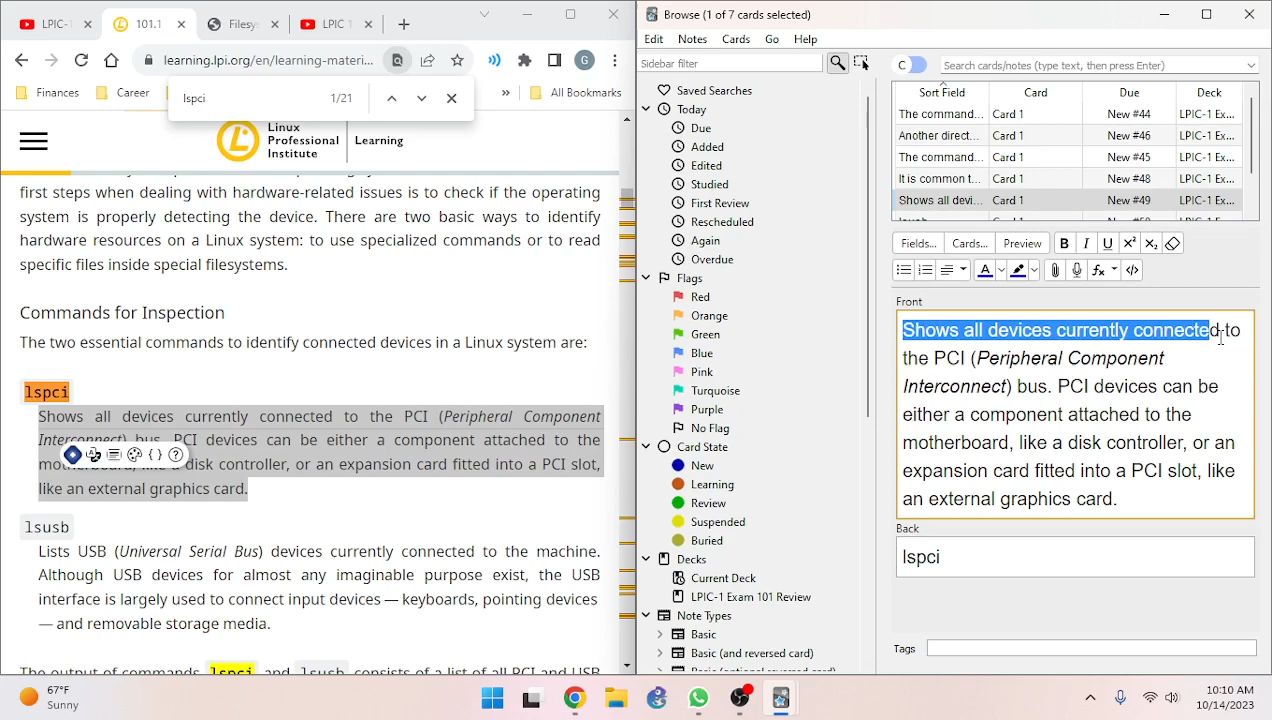 LPIC-1
101.1
Filesy
LPIC 1
learning.lpi.org/en/learning-materi...
G
Finances
Career
lspci
1/21
»
All Bookmarks
Linux
Professional
Institute
Learning
first steps when dealing with hardware-related issues is to check if the operating
system is properly detecting the device. There are two basic ways to identify
hardware resources on a Linux system: to use specialized commands or to read
specific files inside special filesystems.
Commands for Inspection
The two essential commands to identify connected devices in a Linux system are:
lspci
Shows all devices currently connected to the PCI (Peripheral Component
Interconnect) bus. PCI devices can be either a component attached to the
motherboard, like a disk controller, or an expansion card fitted into a PCI slot,
like an external graphics card.
lsusb
Lists USB (Universal Serial Bus) devices currently connected to the machine.
Although USB devices for almost any imaginable purpose exist, the USB
interface is largely used to connect input devices — keyboards, pointing devices
— and removable storage media.
The output of commands lspci and lsusb consists of a list of all PCI and USB
Browse (1 of 7 cards selected)
Edit Notes Cards Go Help
Sidebar filter
Saved Searches
Today
Due
Added
Edited
Studied
First Review
Rescheduled
Again
Overdue
Flags
Red
Orange
Green
Blue
Pink
Turquoise
Purple
No Flag
Card State
New
Learning
Review
Suspended
Buried
Decks
Current Deck
LPIC-1 Exam 101 Review
Note Types
Basic
Basic (and reversed card)
Basic (optional reversed card)
C
Search cards/notes (type text, then press Enter)
Sort Field Card Due Deck
The command... Card 1 New #44 LPIC-1 Ex...
Another direct... Card 1 New #46 LPIC-1 Ex...
The command... Card 1 New #45 LPIC-1 Ex...
It is common t... Card 1 New #48 LPIC-1 Ex...
Shows all devi... Card 1 New #49 LPIC-1 Ex...
Fields... Cards... Preview B I U x² x₂
A fx </>
Front
Shows all devices currently connected to
the PCI (Peripheral Component
Interconnect) bus. PCI devices can be
either a component attached to the
motherboard, like a disk controller, or an
expansion card fitted into a PCI slot, like
an external graphics card.
Back
lspci
Tags
67°F
Sunny
10:10 AM
10/14/2023